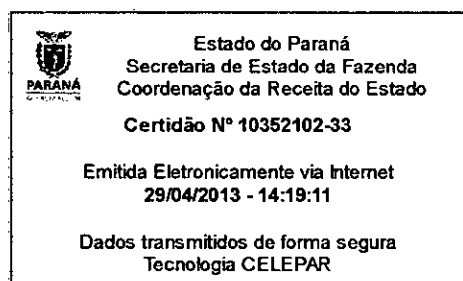 Estado do Paraná
Secretaria de Estado da Fazenda
PARANÁ
Coordenação da Receita do Estado
Certidão Nº 10352102-33
Emitida Eletronicamente via Internet
29/04/2013 - 14:19:11
Dados transmitidos de forma segura
Tecnologia CELEPAR